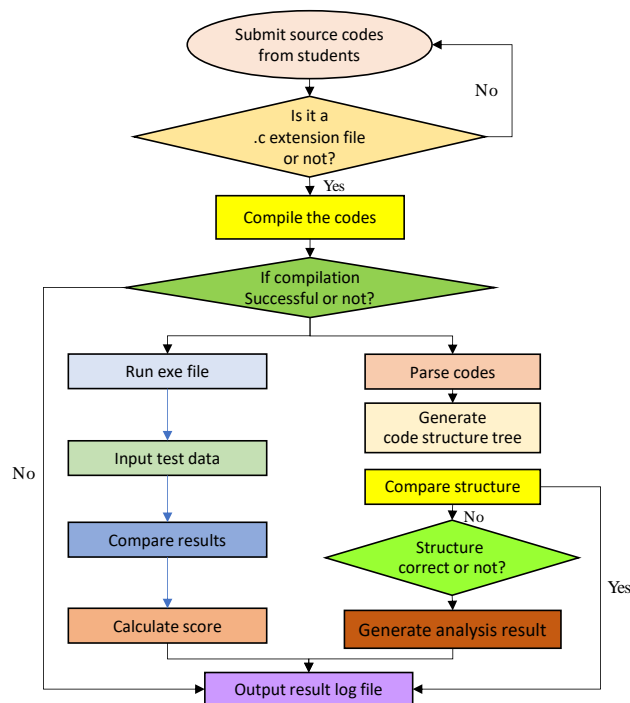 Submit source codes
from students
No
Is it a
.c extension file
or not?
Yes
Compile the codes
If compilation
Successful or not?
Run exe file
Parse codes
Generate
code structure tree
Input test data
No
Compare structure
No
Compare results
Structure
correct or not?
Yes
Calculate score
Generate analysis result
Output result log file